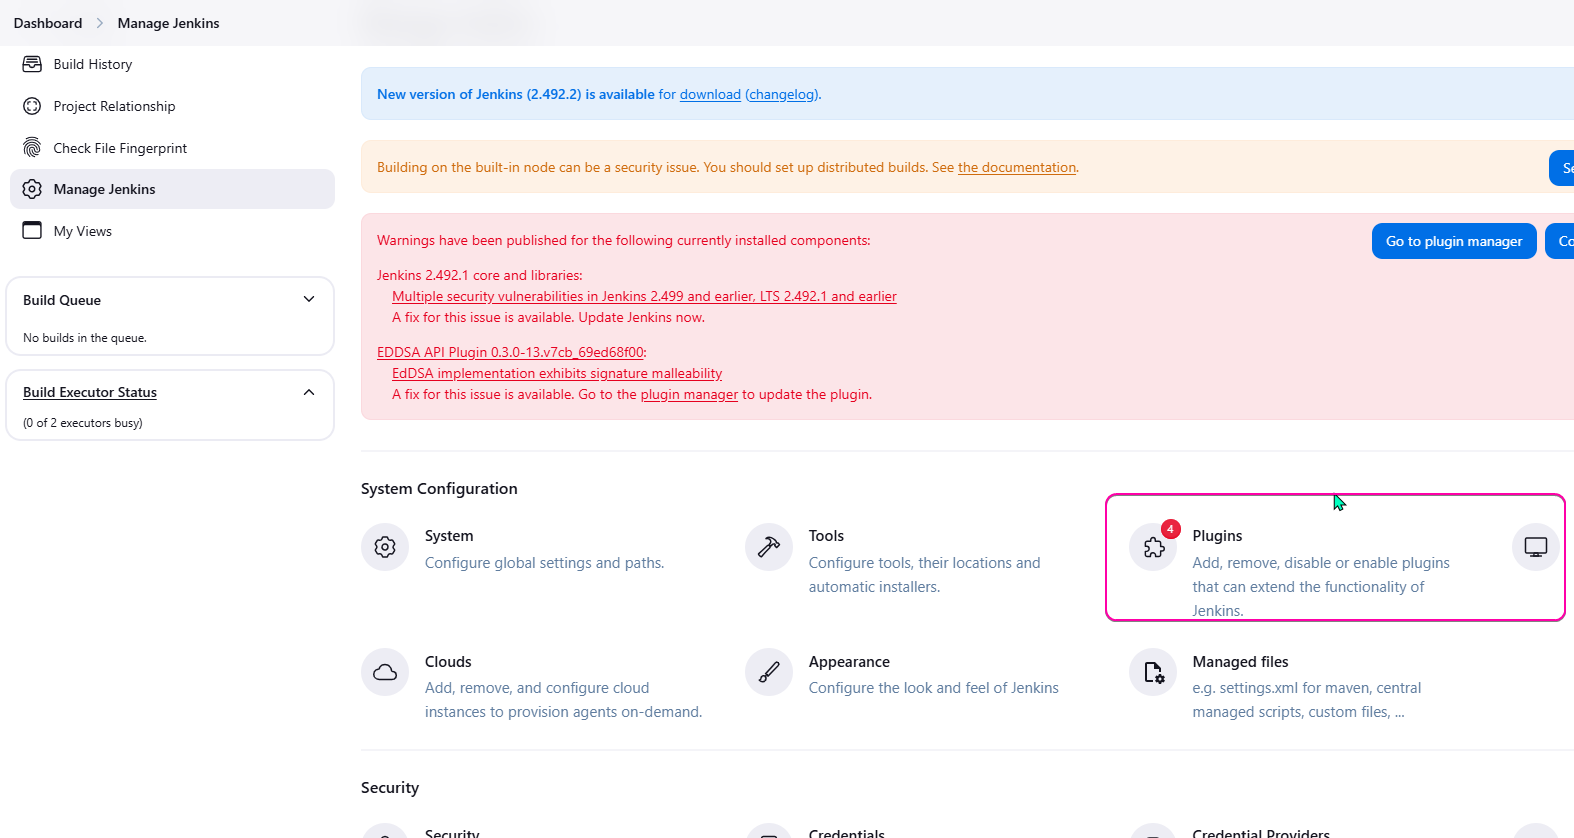 Dashboard > Manage Jenkins
Build History
Project Relationship
Check File Fingerprint
Manage Jenkins
My Views
Build Queue
No builds in the queue.
Build Executor Status
(0 of 2 executors busy)
New version of Jenkins (2.492.2) is available for download (changelog).
Building on the built-in node can be a security issue. You should set up distributed builds. See the documentation.
Warnings have been published for the following currently installed components:
Go to plugin manager
Jenkins 2.492.1 core and libraries:
Multiple security vulnerabilities in Jenkins 2.499 and earlier, LTS 2.492.1 and earlier
A fix for this issue is available. Update Jenkins now.
EDDSA API Plugin 0.3.0-13.v7cb_69ed68f00:
EdDSA implementation exhibits signature malleability
A fix for this issue is available. Go to the plugin manager to update the plugin.
System Configuration
System
Configure global settings and paths.
Tools
Configure tools, their locations and
automatic installers.
4
Plugins
Add, remove, disable or enable plugins
that can extend the functionality of
Jenkins.
Clouds
Add, remove, and configure cloud
instances to provision agents on-demand.
Appearance
Configure the look and feel of Jenkins
Managed files
e.g. settings.xml for maven, central
managed scripts, custom files, ...
Security
Security
Credentials
Credential Providers